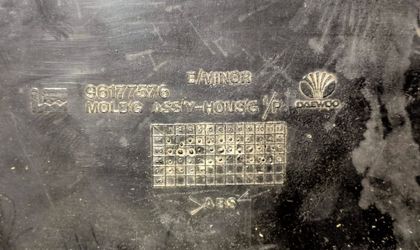 E/MINOR
96177576
MOLD'G ASS'Y-HOUS'G I/P
DAEWOO
>ABS<